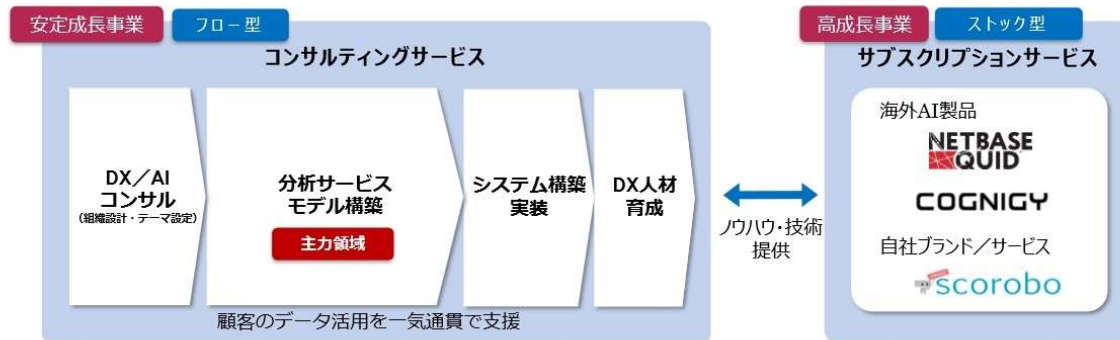 安定成長事業
フロー型
コンサルティングサービス
DX/AI
コンサル
(組織設計・テーマ設定)
分析サービス
モデル構築
主力領域
システム構築
実装
DX人材
育成
顧客のデータ活用を一気通貫で支援
ノウハウ・技術
提供
高成長事業
ストック型
サブスクリプションサービス
海外AI製品
NETBASE
QUID
COGNIGY
自社ブランド/サービス
scorobo